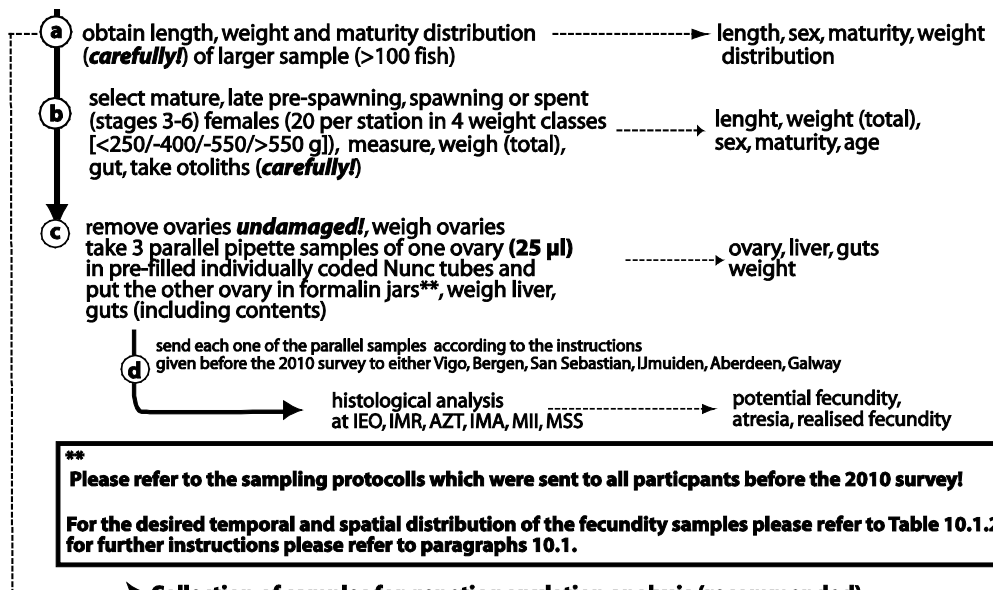 a obtain length, weight and maturity distribution length, sex, maturity, weight
(carefully!) of larger sample (>100 fish) distribution
b select mature, late pre-spawning, spawning or spent
(stages 3-6) females (20 per station in 4 weight classes lenght, weight (total),
[<250/-400/-550/>550 g]), measure, weigh (total), sex, maturity, age
gut, take otoliths (carefully!)
c remove ovaries undamaged!, weigh ovaries
take 3 parallel pipette samples of one ovary (25 µl) ovary, liver, guts
in pre-filled individually coded Nunc tubes and weight
put the other ovary in formalin jars**, weigh liver,
guts (including contents)
send each one of the parallel samples according to the instructions
d given before the 2010 survey to either Vigo, Bergen, San Sebastian, IJmuiden, Aberdeen, Galway
histological analysis potential fecundity,
at IEO, IMR, AZT, IMA, MII, MSS atresia, realised fecundity
**
Please refer to the sampling protocolls which were sent to all particpants before the 2010 survey!
For the desired temporal and spatial distribution of the fecundity samples please refer to Table 10.1.2
for further instructions please refer to paragraphs 10.1.